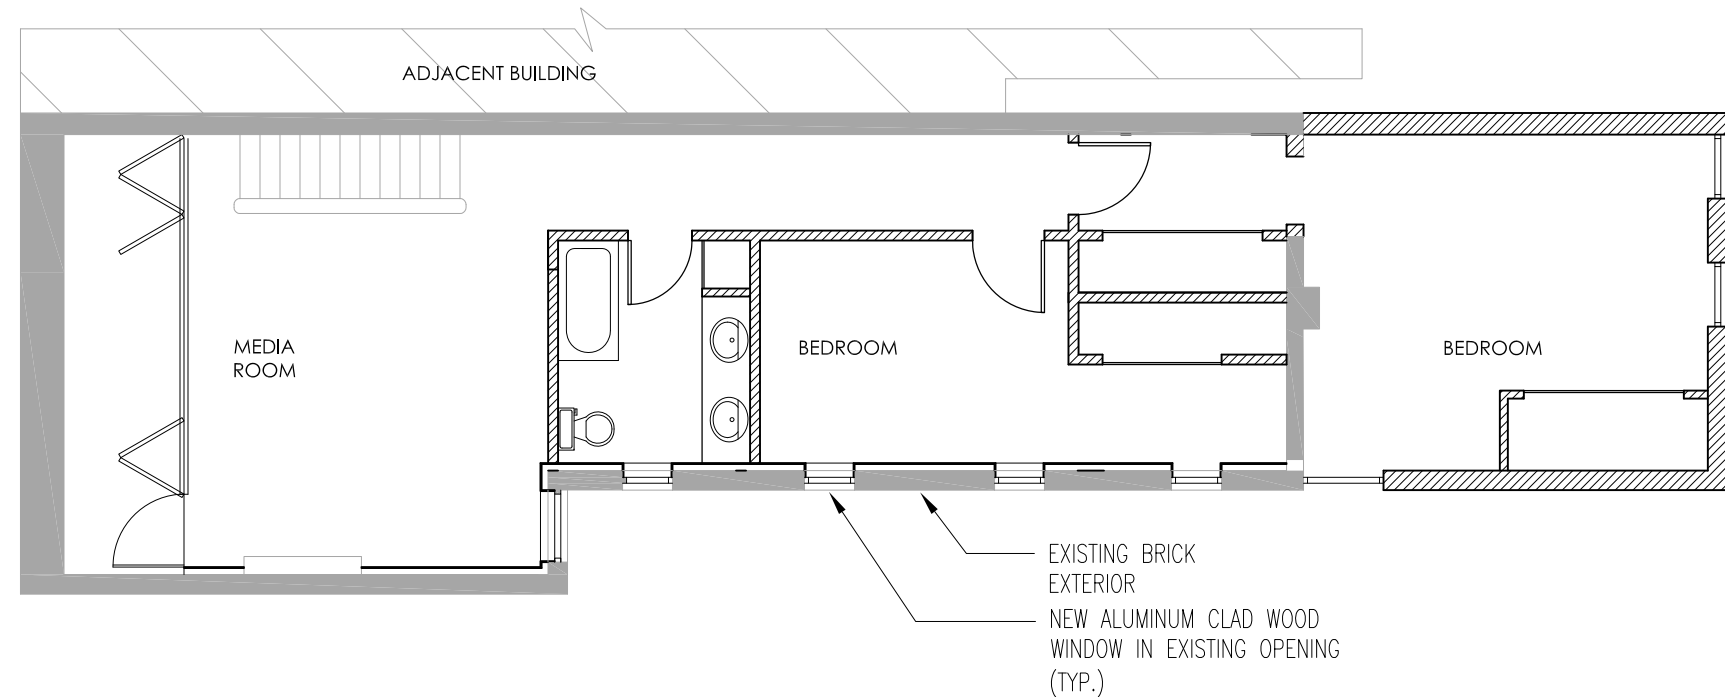 ADJACENT BUILDING
MEDIA
ROOM
BEDROOM
BEDROOM
EXISTING BRICK
EXTERIOR
NEW ALUMINUM CLAD WOOD
WINDOW IN EXISTING OPENING
(TYP.)